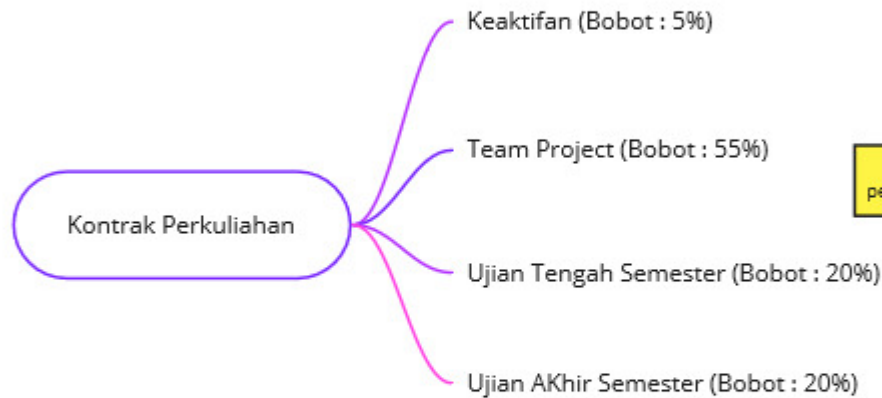 Keaktifan (Bobot : 5%)
Team Project (Bobot : 55%)
Kontrak Perkuliahan
Ujian Tengah Semester (Bobot : 20%)
Ujian AKhir Semester (Bobot : 20%)